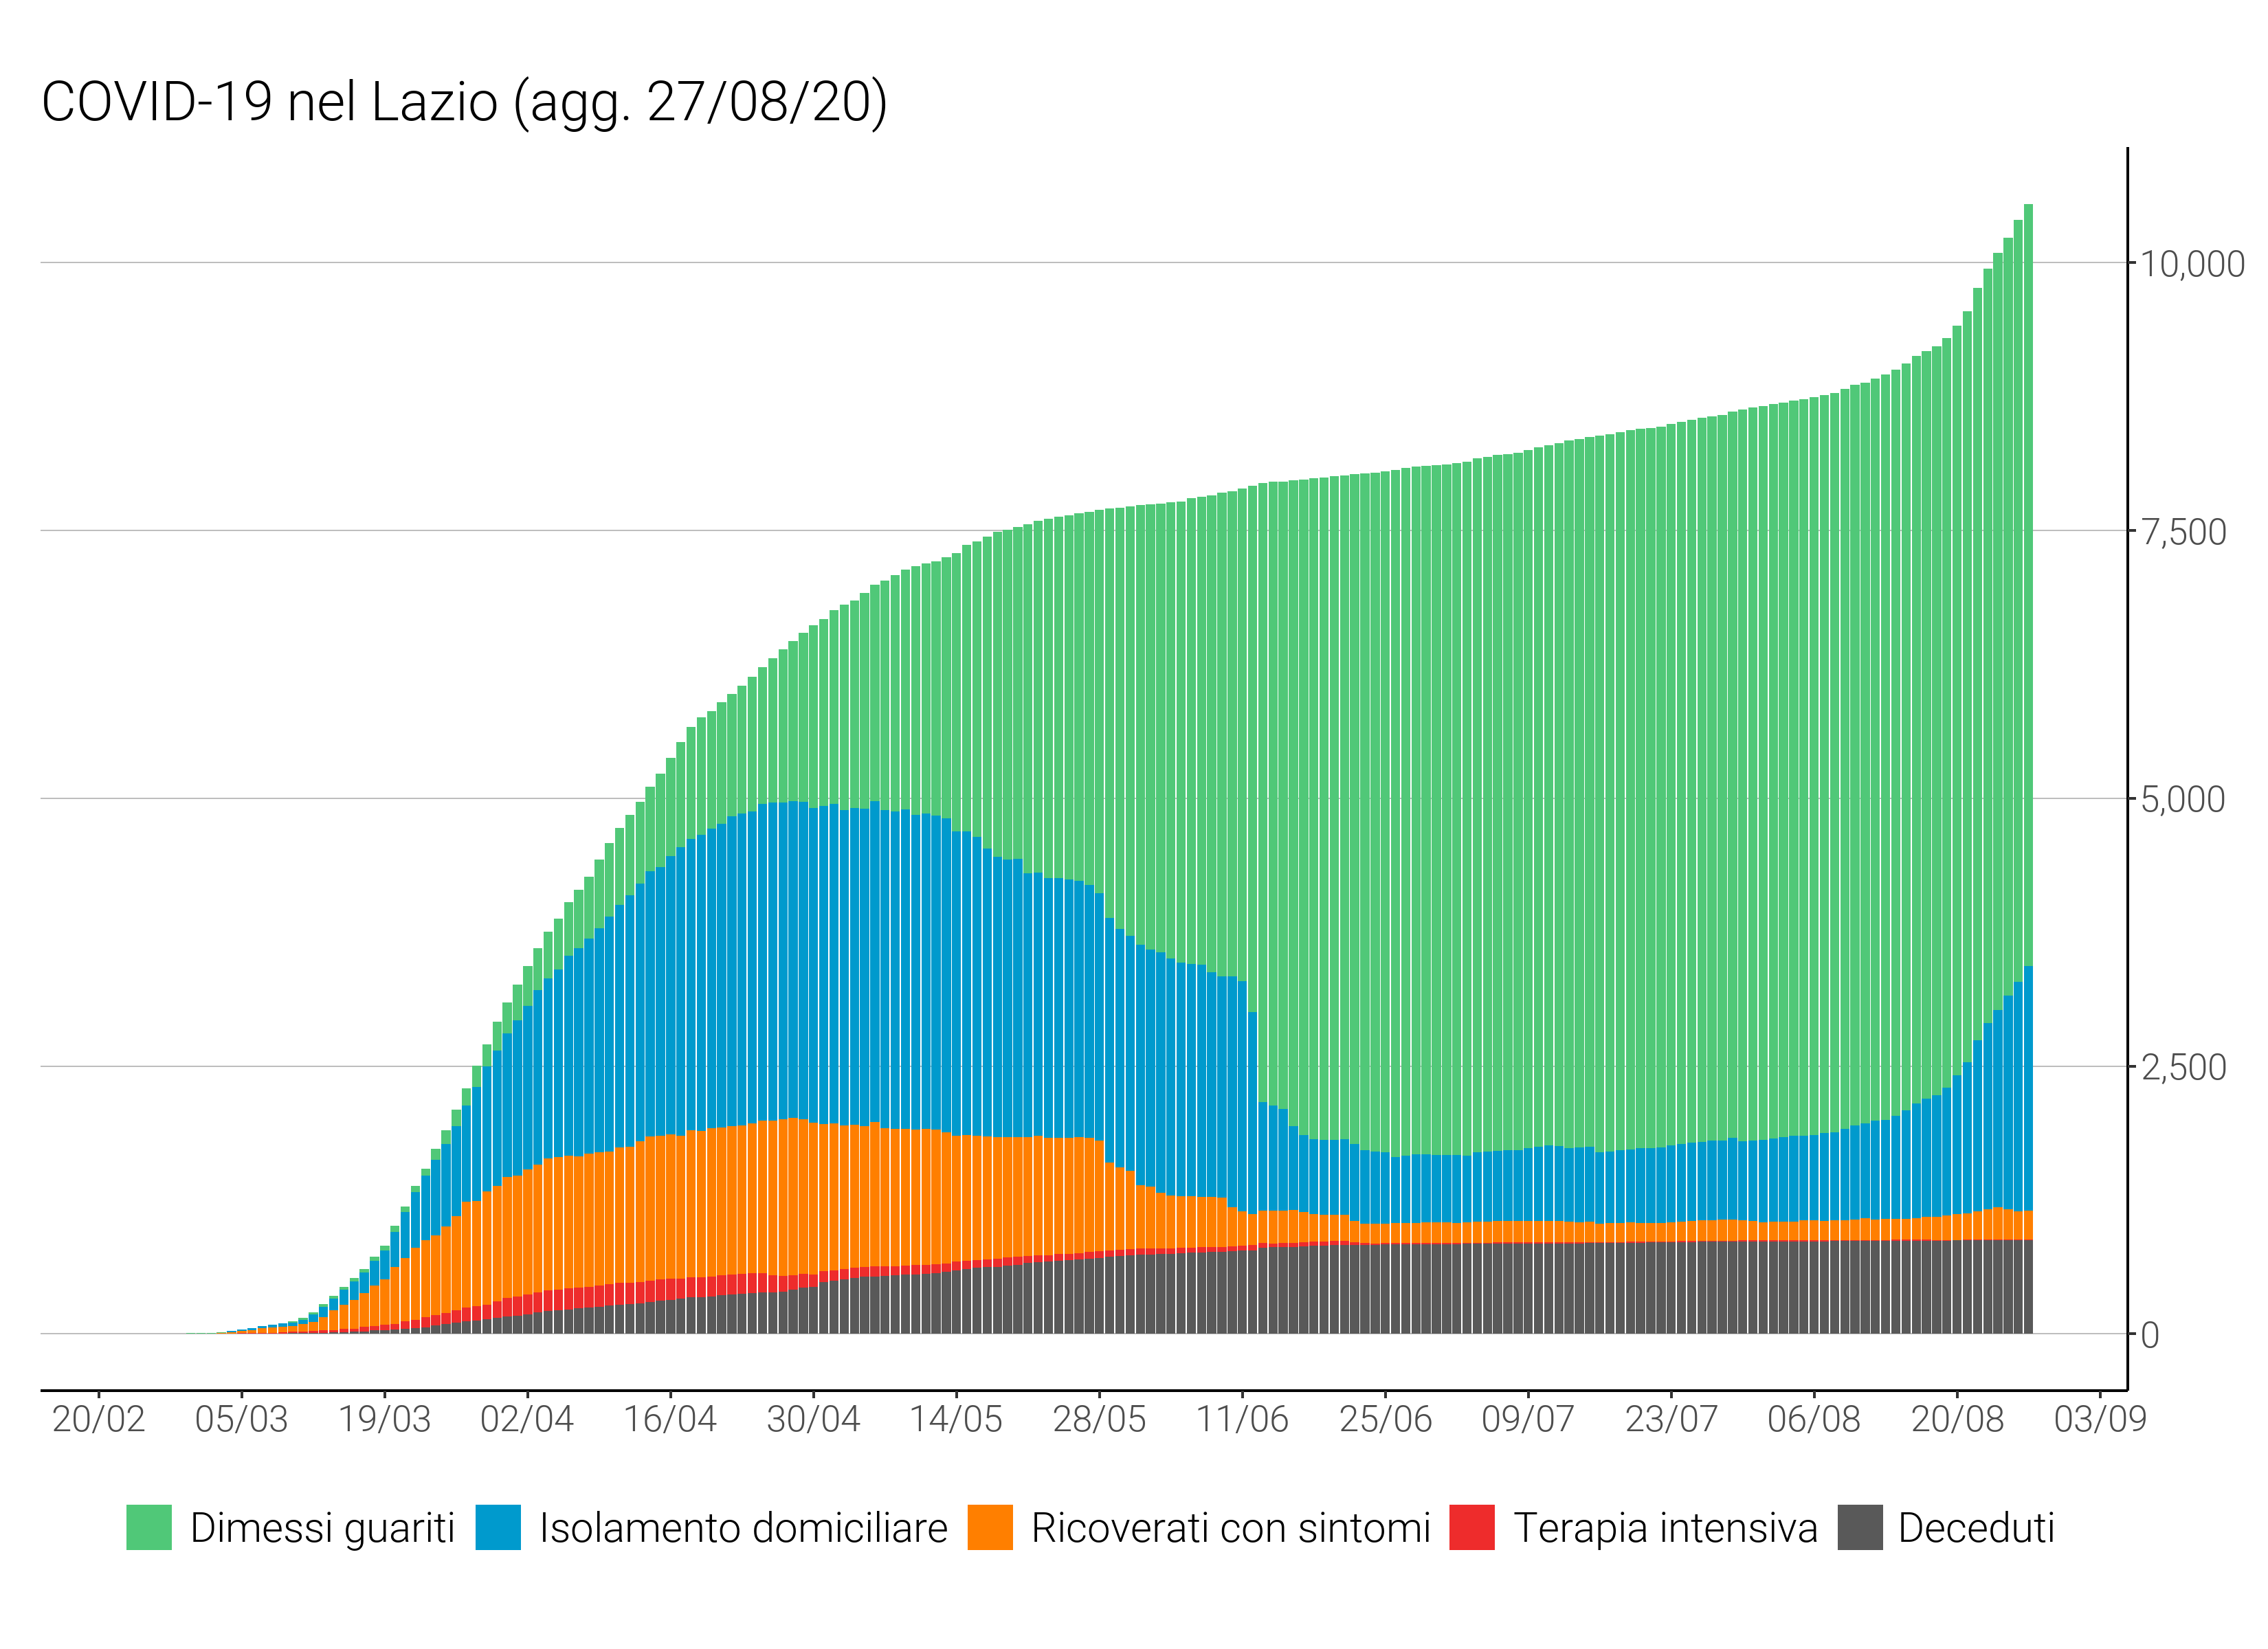 COVID-19 nel Lazio (agg. 27/08/20)
10,000
7,500
5,000
2,500
0
20/02 05/03 19/03 02/04 16/04 30/04 14/05 28/05 11/06 25/06 09/07 23/07 06/08 20/08 03/09
Dimessi guariti Isolamento domiciliare Ricoverati con sintomi Terapia intensiva Deceduti